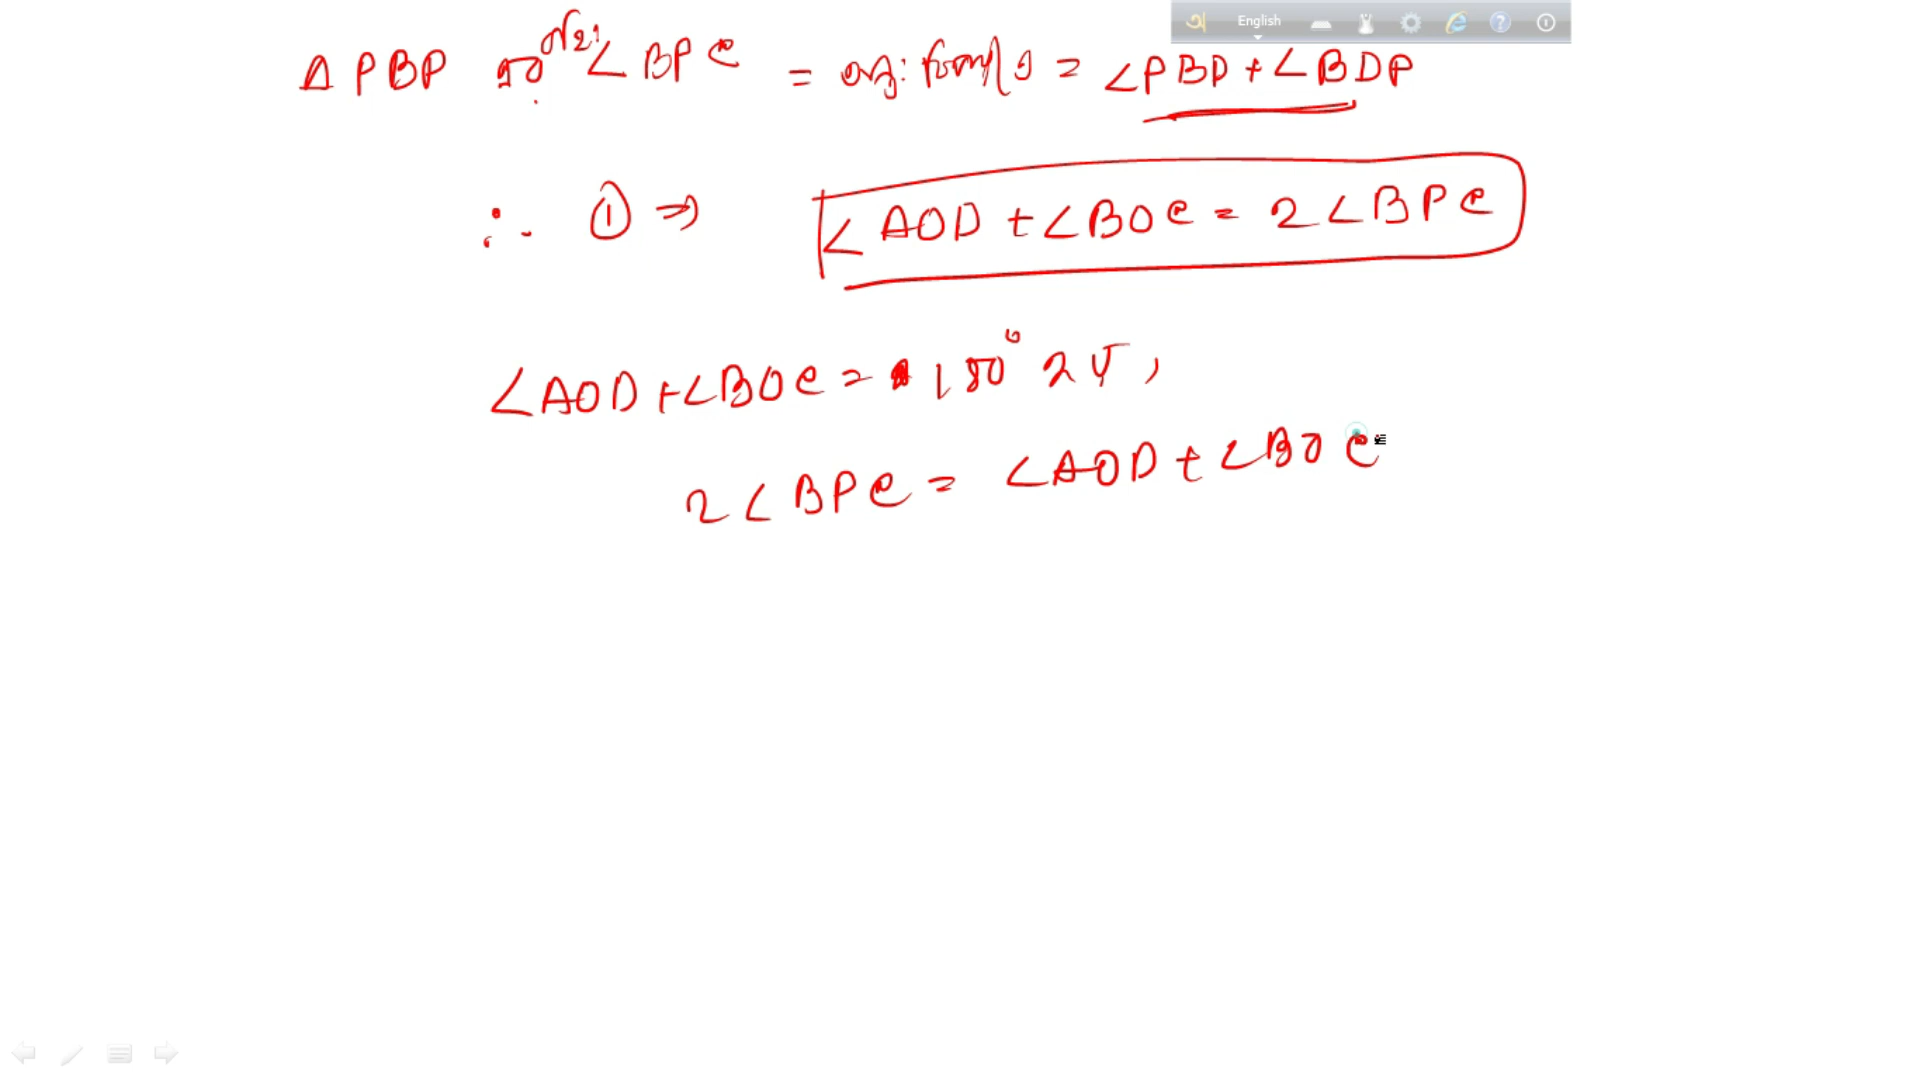 অ English
Δ PBP এর বহিঃ ∠BPC = অন্তঃ = ∠PBD + ∠BDP
∴ ① ⇒ ∠AOD + ∠BOC = 2∠BPC
∠AOD + ∠BOC = 180° হয়,
2∠BPC = ∠AOD + ∠BOC